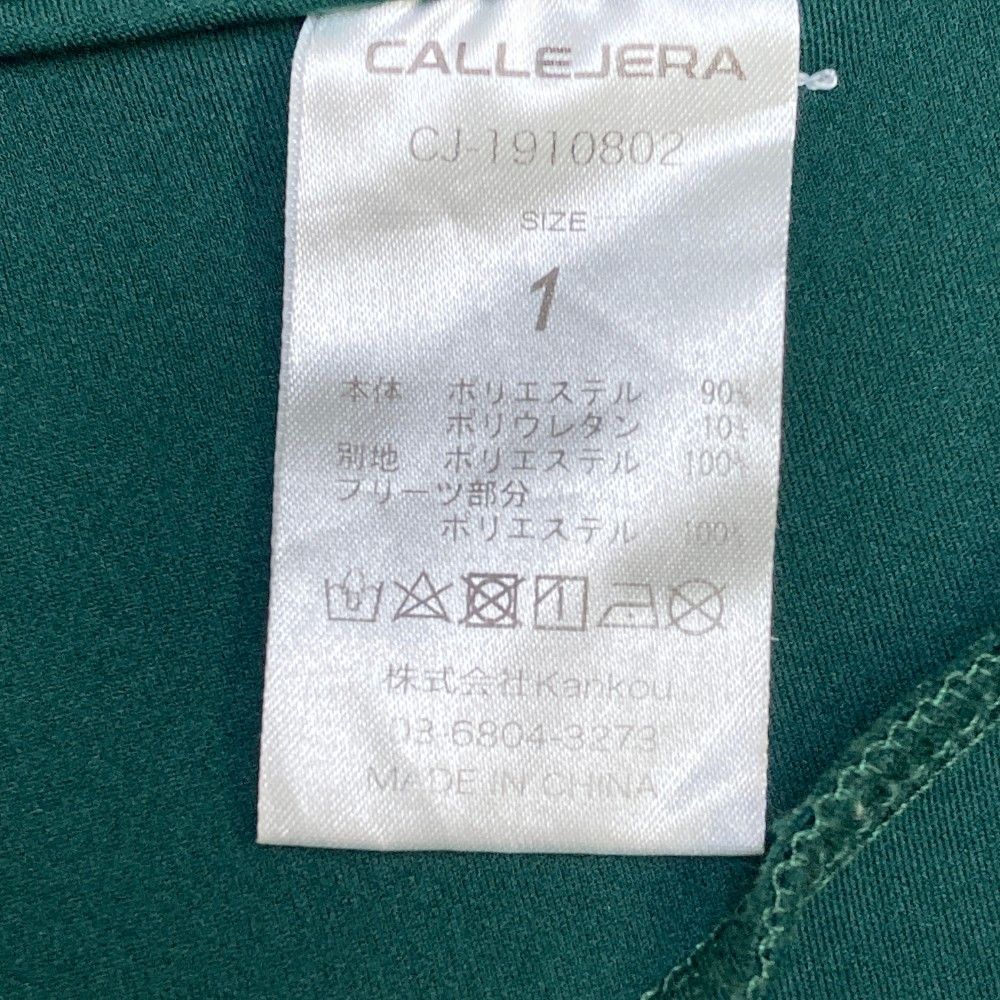 CALLEJERA
CJ-1910802
SIZE
1
本体 ポリエステル 90%
ポリウレタン 10%
別地 ポリエステル 100%
プリーツ部分
ポリエステル 100%
株式会社Kankou
03-6804-3273
MADE IN CHINA